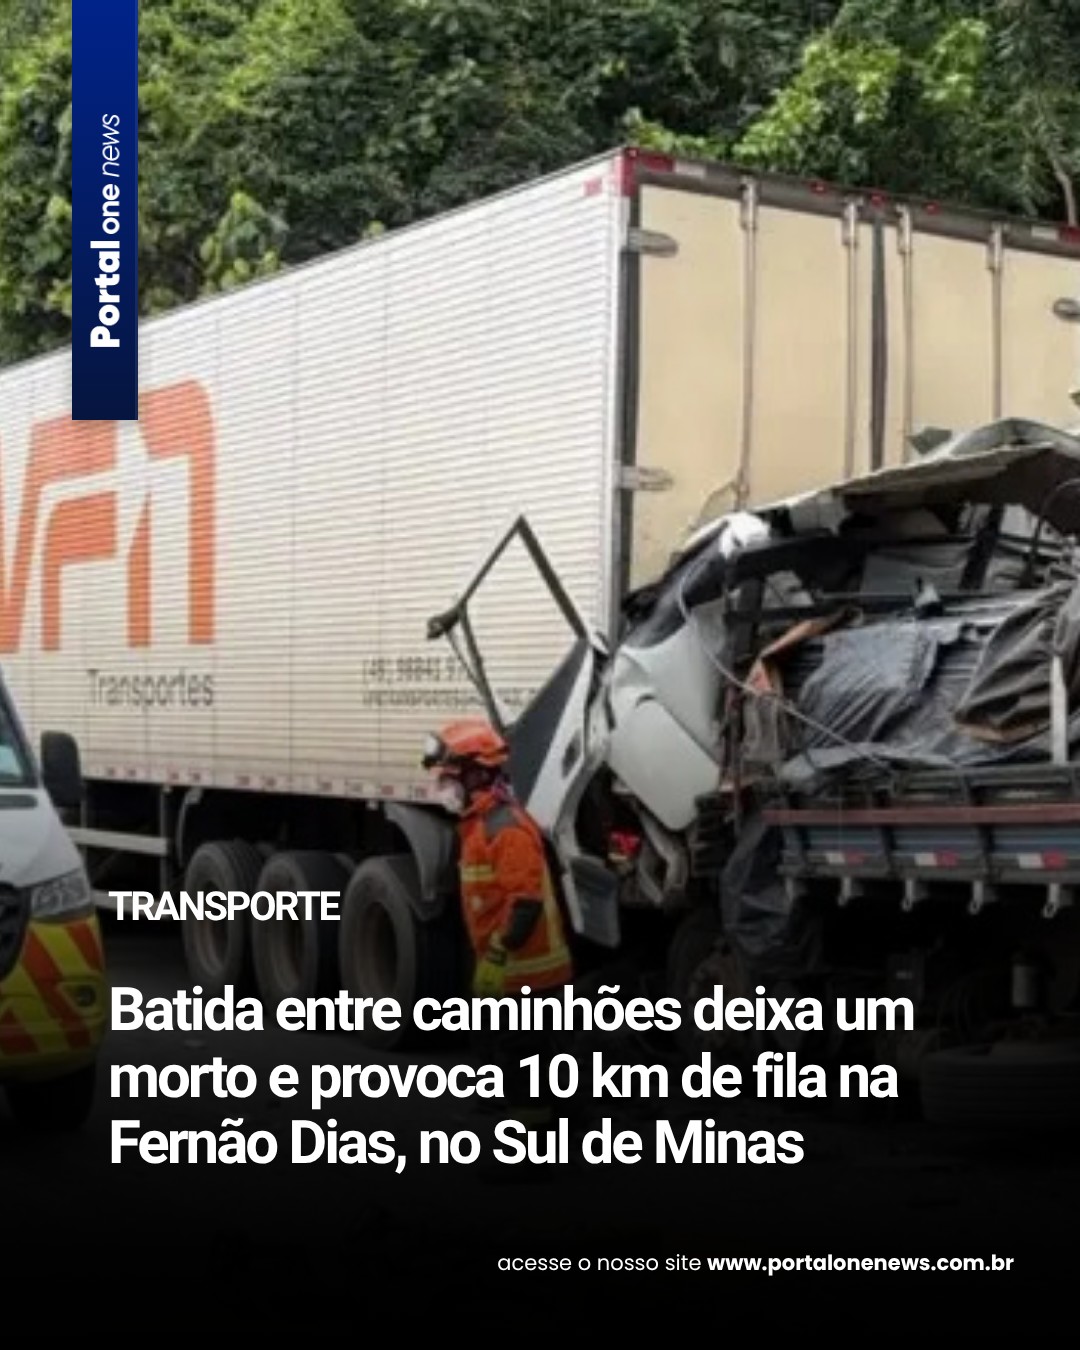 Portal one news
VFA
Transportes
TRANSPORTE
Batida entre caminhões deixa um
morto e provoca 10 km de fila na
Fernão Dias, no Sul de Minas
acesse o nosso site www.portalonenews.com.br